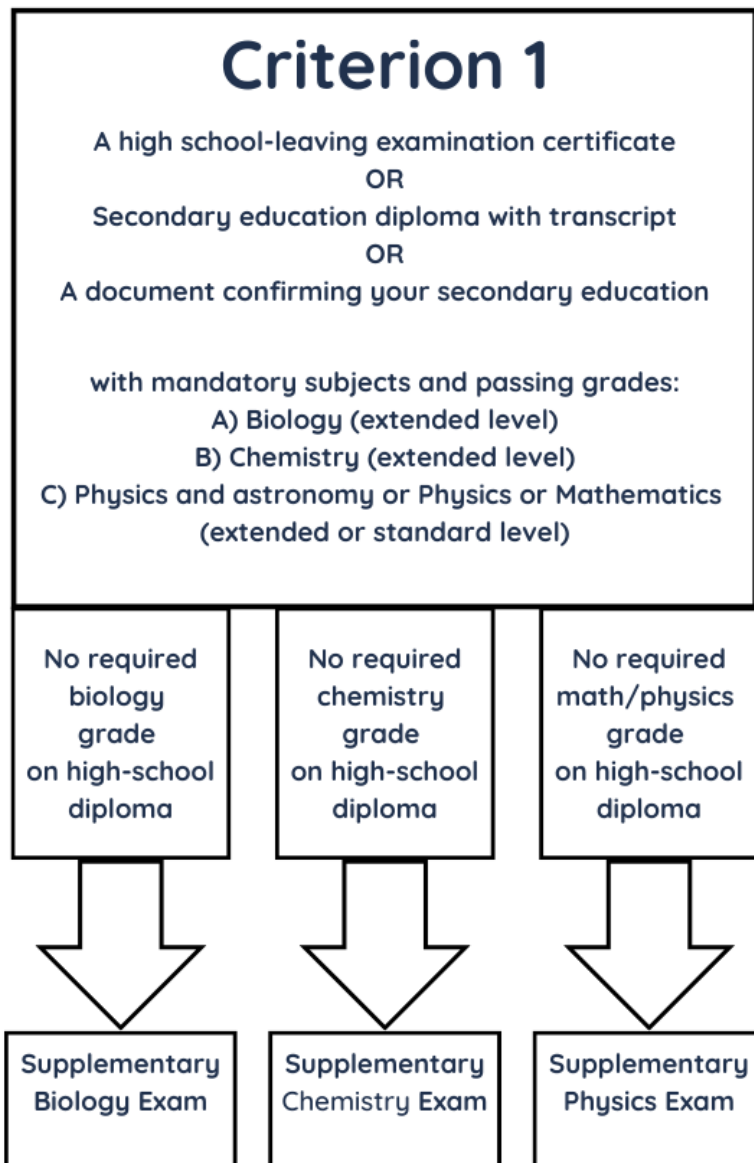 Criterion 1
A high school-leaving examination certificate
OR
Secondary education diploma with transcript
OR
A document confirming your secondary education
with mandatory subjects and passing grades:
A) Biology (extended level)
B) Chemistry (extended level)
C) Physics and astronomy or Physics or Mathematics
(extended or standard level)
No required
biology
grade
on high-school
diploma
No required
chemistry
grade
on high-school
diploma
No required
math/physics
grade
on high-school
diploma
Supplementary
Biology Exam
Supplementary
Chemistry Exam
Supplementary
Physics Exam